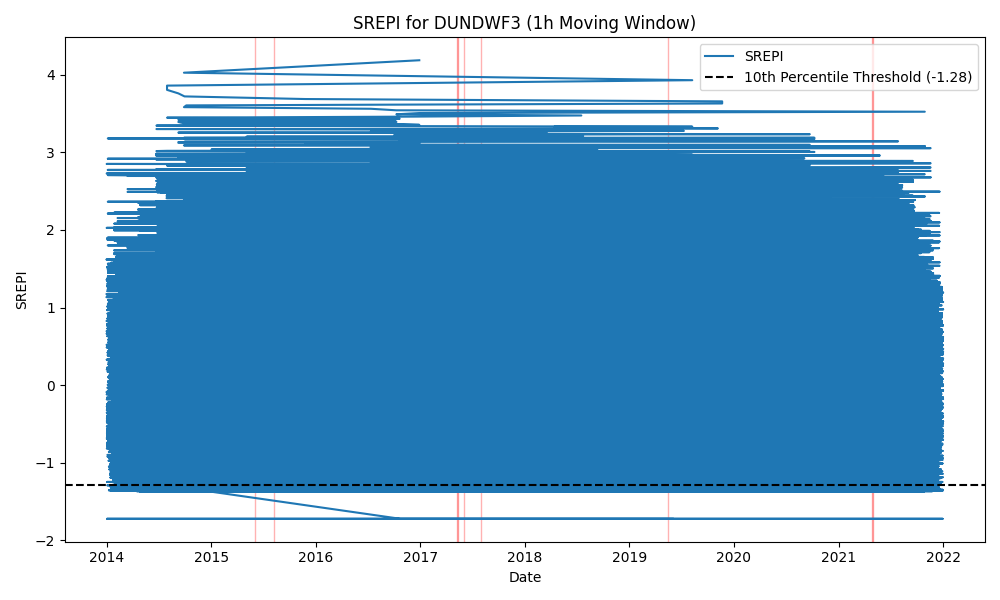 SREPI for DUNDWF3 (1h Moving Window)
SREPI
10th Percentile Threshold (-1.28)
SREPI
4
3
2
1
0
−1
−2
2014 2015 2016 2017 2018 2019 2020 2021 2022
Date